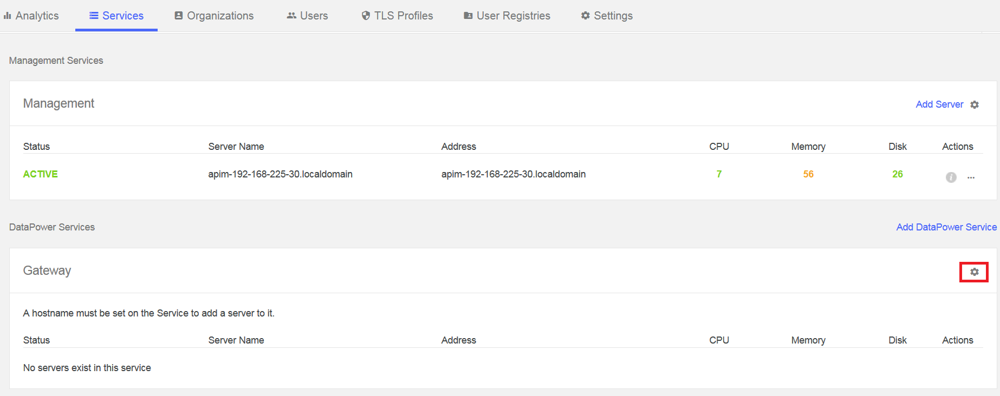 Analytics Services Organizations Users TLS Profiles User Registries Settings
Management Services
Management Add Server
Status Server Name Address CPU Memory Disk Actions
ACTIVE apim-192-168-225-30.localdomain apim-192-168-225-30.localdomain 7 56 26 i ...
DataPower Services Add DataPower Service
Gateway
A hostname must be set on the Service to add a server to it.
Status Server Name Address CPU Memory Disk Actions
No servers exist in this service